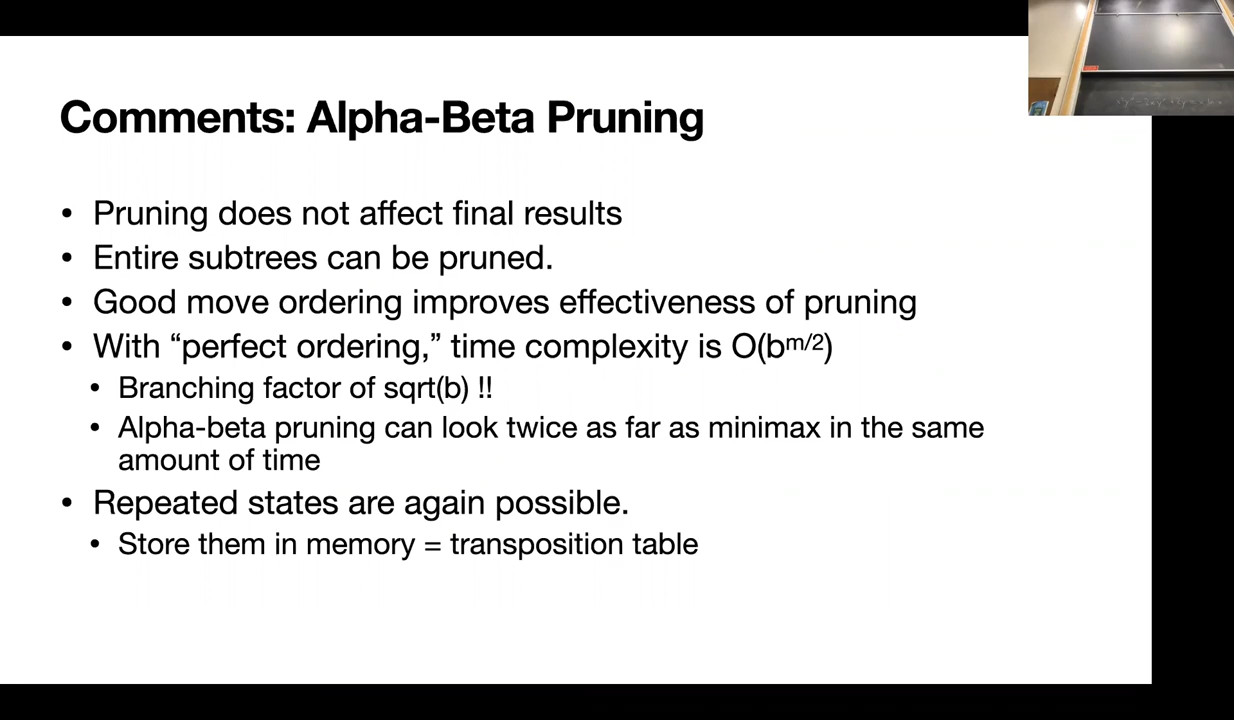 Comments: Alpha-Beta Pruning
• Pruning does not affect final results
• Entire subtrees can be pruned.
• Good move ordering improves effectiveness of pruning
• With “perfect ordering,” time complexity is O(bᵐ/²)
• Branching factor of sqrt(b) !!
• Alpha-beta pruning can look twice as far as minimax in the same
amount of time
• Repeated states are again possible.
• Store them in memory = transposition table